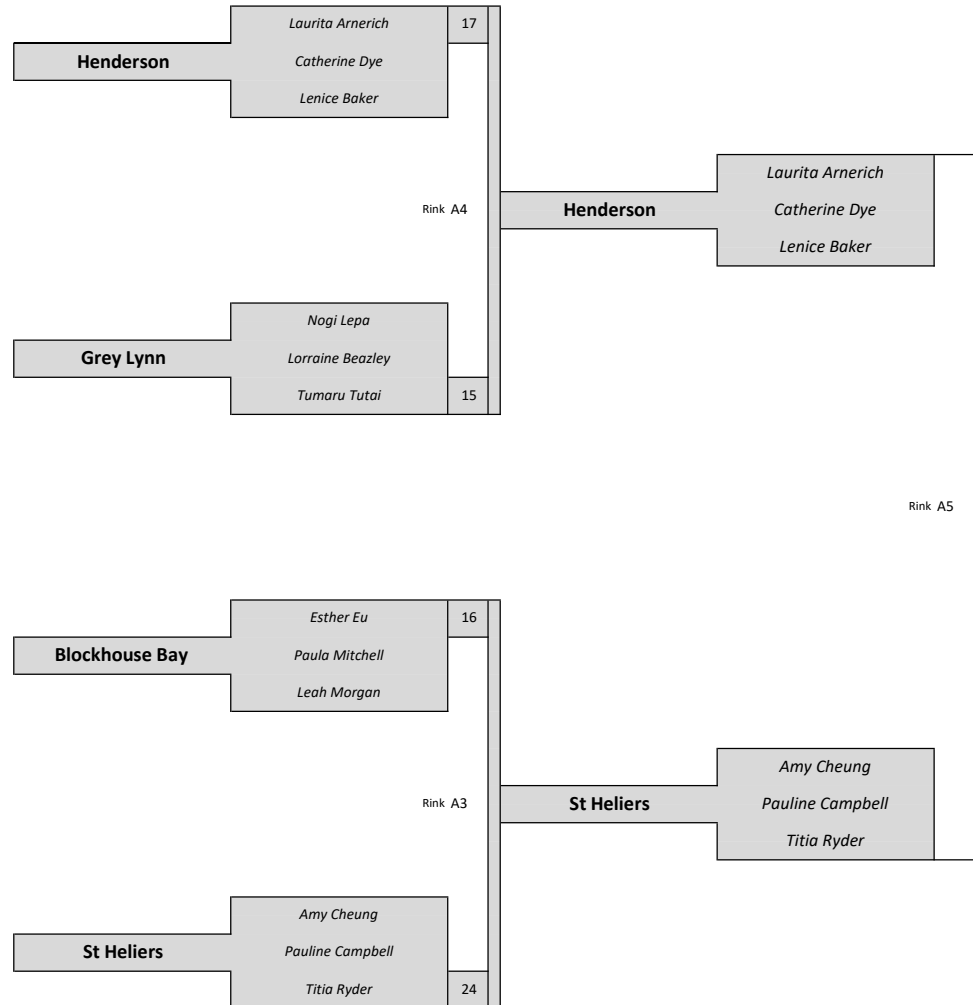 Laurita Arnerich 17
Henderson Catherine Dye
Lenice Baker
Laurita Arnerich
Rink A4 Henderson Catherine Dye
Lenice Baker
Nogi Lepa
Grey Lynn Lorraine Beazley
Tumaru Tutai 15
Rink A5
Esther Eu 16
Blockhouse Bay Paula Mitchell
Leah Morgan
Amy Cheung
Rink A3 St Heliers Pauline Campbell
Titia Ryder
Amy Cheung
St Heliers Pauline Campbell
Titia Ryder 24